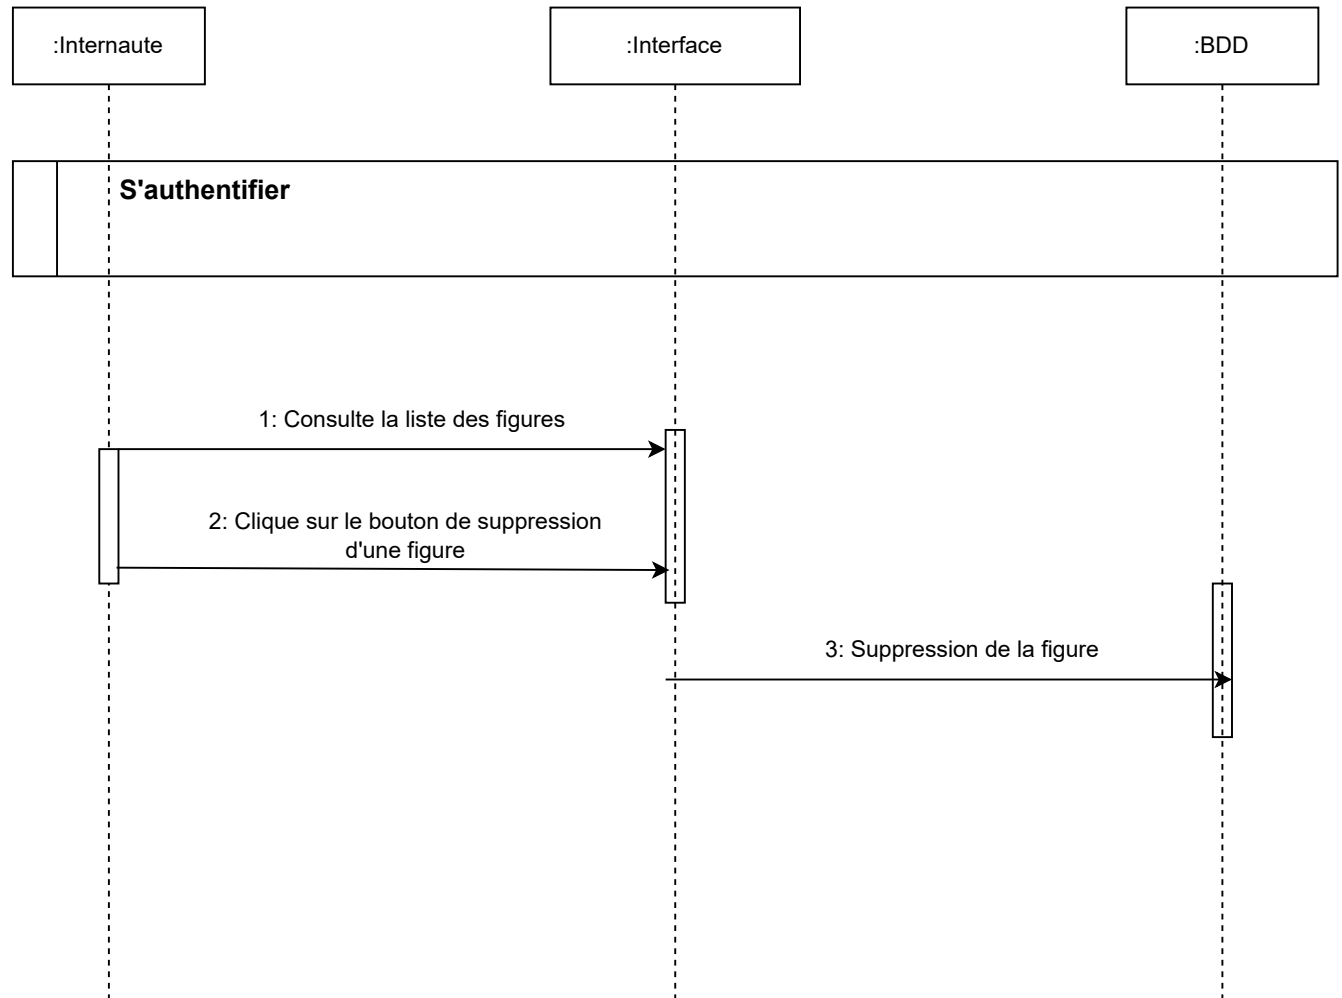 :Internaute
:Interface
:BDD
S'authentifier
1: Consulte la liste des figures
2: Clique sur le bouton de suppression
d'une figure
3: Suppression de la figure